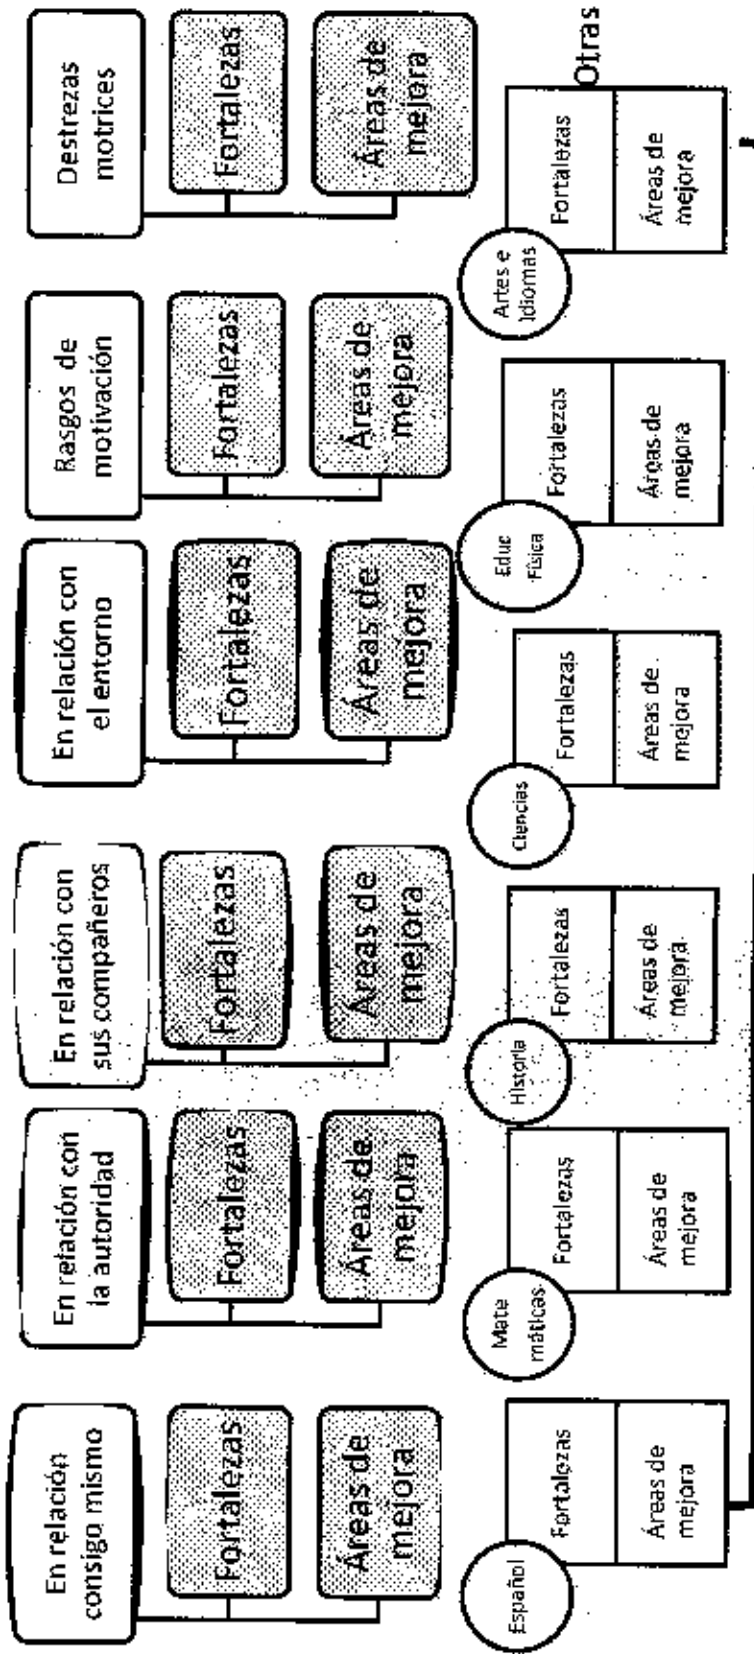 En relación
consigo mismo
Fortalezas
Áreas de
mejora
En relación con
la autoridad
Fortalezas
Áreas de
mejora
En relación con
sus compañeros
Fortalezas
Áreas de
mejora
En relación con
el entorno
Fortalezas
Áreas de
mejora
Rasgos de
motivación
Fortalezas
Áreas de
mejora
Destrezas
motrices
Fortalezas
Áreas de
mejora
Español
Fortalezas
Áreas de
mejora
Mate
máticas
Fortalezas
Áreas de
mejora
Historia
Fortalezas
Áreas de
mejora
Ciencias
Fortalezas
Áreas de
mejora
Educ
Física
Fortalezas
Áreas de
mejora
Artes e
Idiomas
Fortalezas
Áreas de
mejora
Otras